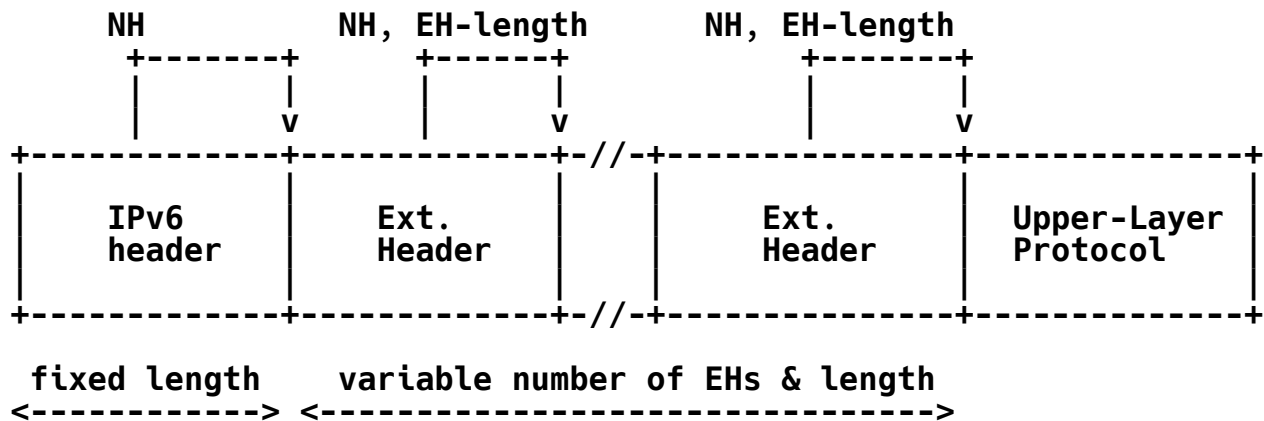 NH NH, EH-length NH, EH-length
+-------+ +------+ +-------+
| | | | | |
| v | v | v
+-------------+-------------+-//-+---------------+--------------+
| | | | | |
| IPv6 | Ext. | | Ext. | Upper-Layer |
| header | Header | | Header | Protocol |
| | | | | |
+-------------+-------------+-//-+---------------+--------------+
fixed length variable number of EHs & length
<------------> <-------------------------------->